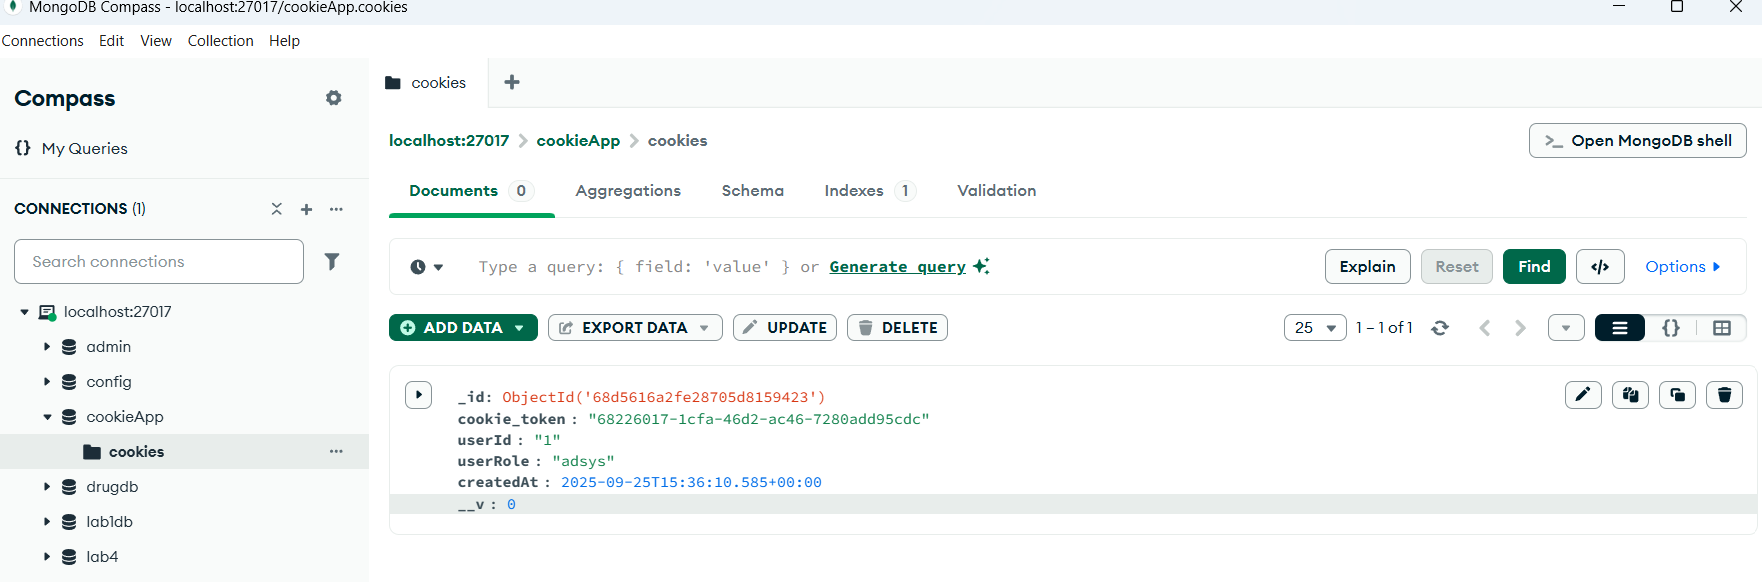 MongoDB Compass - localhost:27017/cookieApp.cookies
Connections Edit View Collection Help
Compass
{} My Queries
CONNECTIONS (1)
Search connections
localhost:27017
admin
config
cookieApp
cookies
drugdb
lab1db
lab4
cookies
localhost:27017 > cookieApp > cookies
>_ Open MongoDB shell
Documents 0 Aggregations Schema Indexes 1 Validation
Type a query: { field: 'value' } or Generate query
Explain Reset Find </> Options
ADD DATA EXPORT DATA UPDATE DELETE
25 1 – 1 of 1 {}
_id: ObjectId('68d5616a2fe28705d8159423')
cookie_token : "68226017-1cfa-46d2-ac46-7280add95cdc"
userId : "1"
userRole : "adsys"
createdAt : 2025-09-25T15:36:10.585+00:00
__v : 0